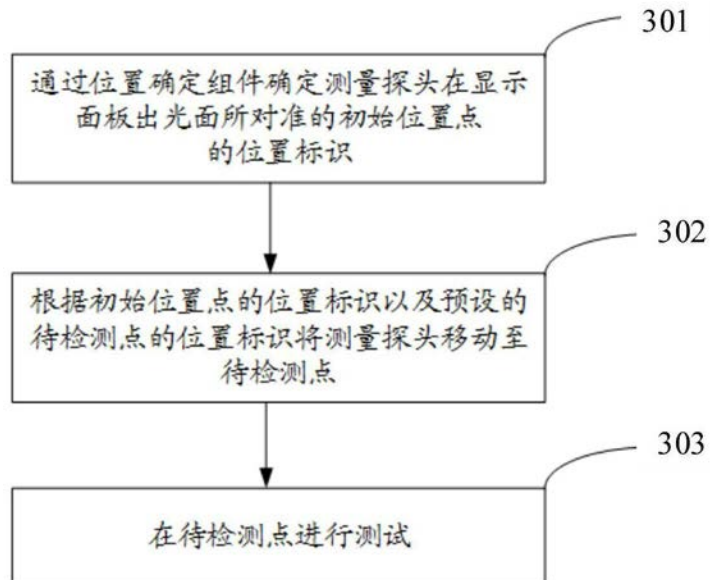 301
通过位置确定组件确定测量探头在显示
面板出光面所对准的初始位置点
的位置标识
302
根据初始位置点的位置标识以及预设的
待检测点的位置标识将测量探头移动至
待检测点
303
在待检测点进行测试